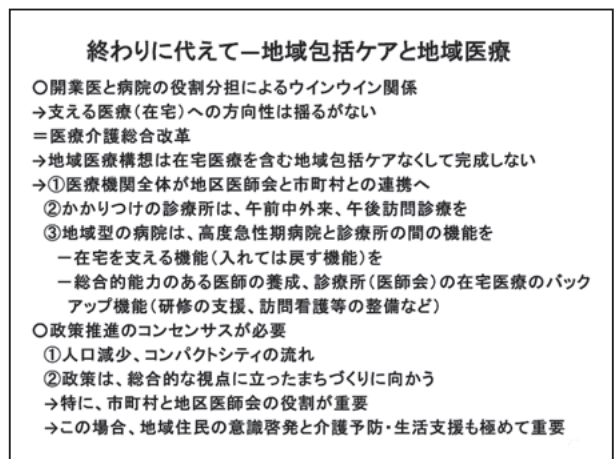 終わりに代えて－地域包括ケアと地域医療
○開業医と病院の役割分担によるウインウイン関係
→支える医療（在宅）への方向性は揺るがない
＝医療介護総合改革
→地域医療構想は在宅医療を含む地域包括ケアなくして完成しない
→①医療機関全体が地区医師会と市町村との連携へ
②かかりつけの診療所は、午前中外来、午後訪問診療を
③地域型の病院は、高度急性期病院と診療所の間の機能を
－在宅を支える機能（入れては戻す機能）を
－総合的能力のある医師の養成、診療所（医師会）の在宅医療のバック
アップ機能（研修の支援、訪問看護等の整備など）
○政策推進のコンセンサスが必要
①人口減少、コンパクトシティの流れ
②政策は、総合的な視点に立ったまちづくりに向かう
→特に、市町村と地区医師会の役割が重要
→この場合、地域住民の意識啓発と介護予防・生活支援も極めて重要